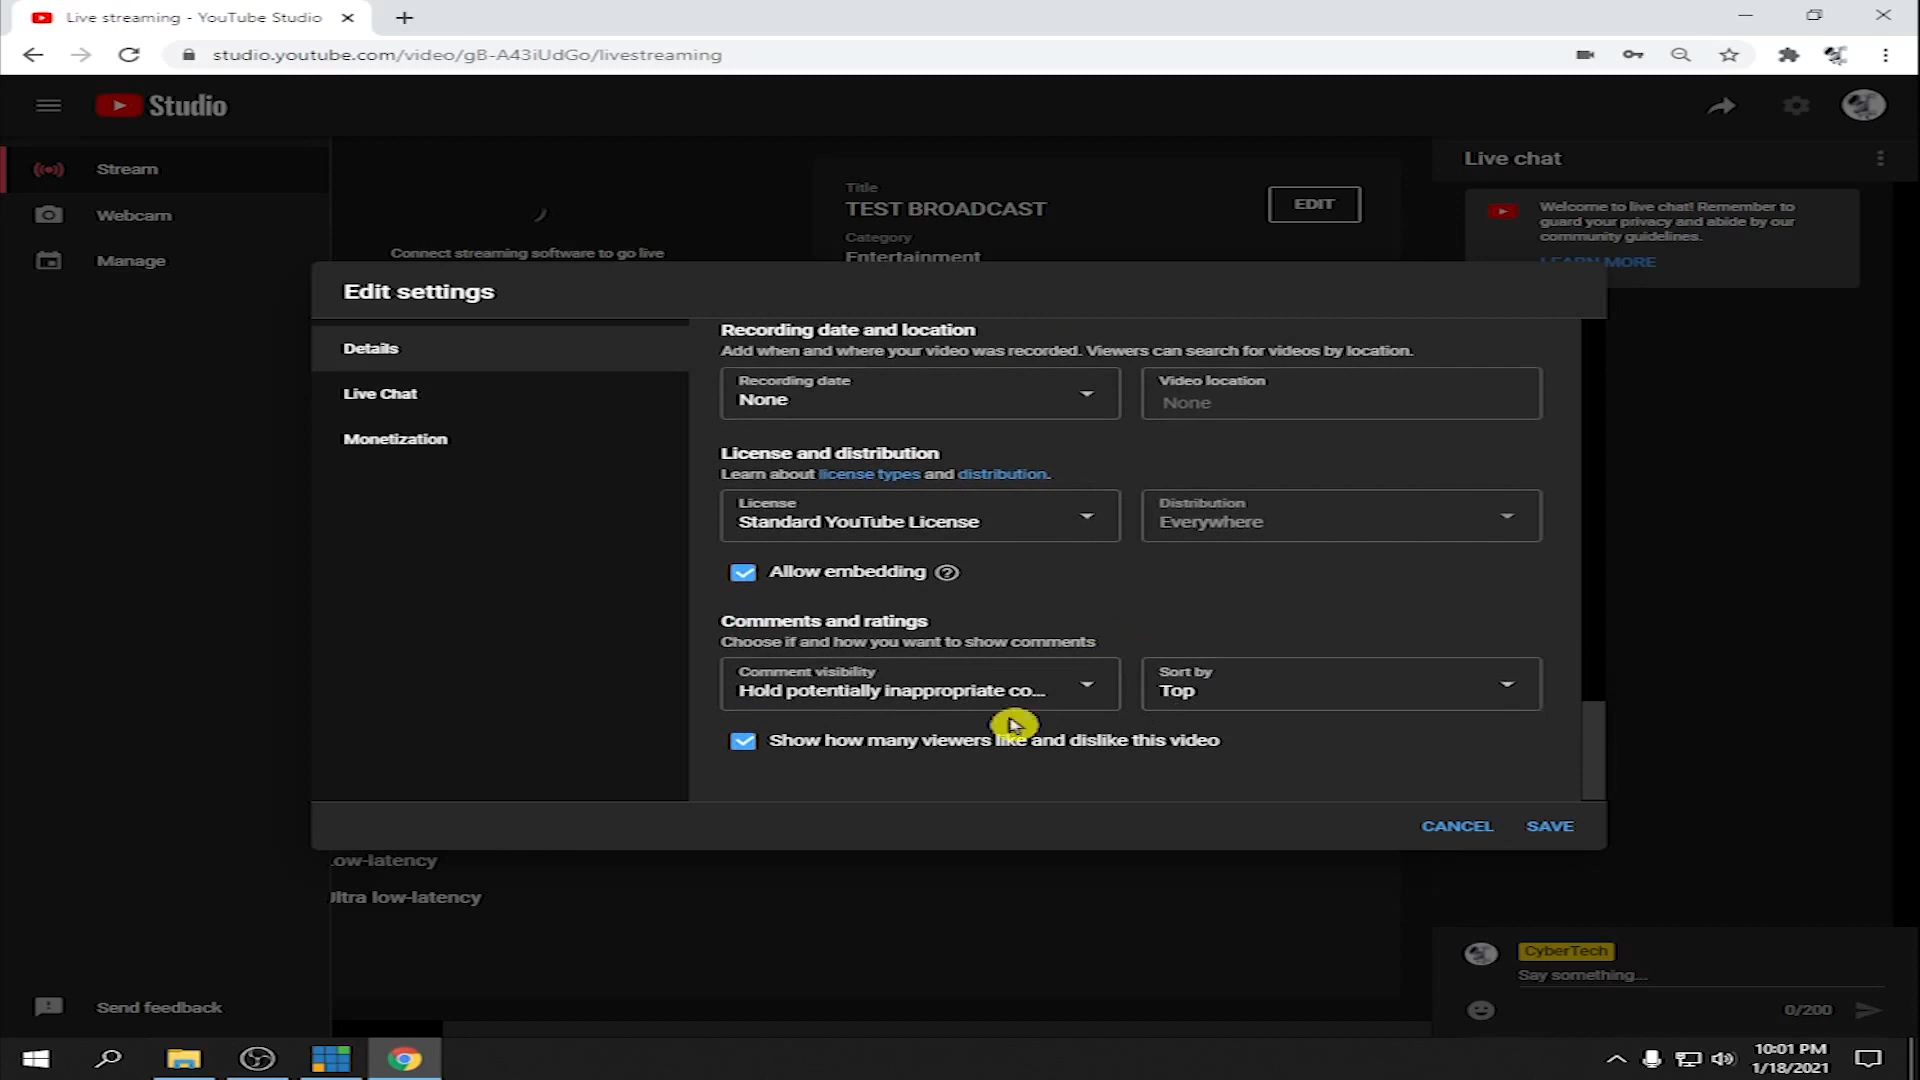 Live streaming - YouTube Studio
studio.youtube.com/video/gB-A43iUdGo/livestreaming
Studio
Stream
Webcam
Manage
Connect streaming software to go live
Title
TEST BROADCAST
Category
Entertainment
EDIT
Live chat
Welcome to live chat! Remember to
guard your privacy and abide by our
community guidelines.
LEARN MORE
Edit settings
Details
Live Chat
Monetization
Recording date and location
Add when and where your video was recorded. Viewers can search for videos by location.
Recording date
None
Video location
None
License and distribution
Learn about license types and distribution.
License
Standard YouTube License
Distribution
Everywhere
Allow embedding
Comments and ratings
Choose if and how you want to show comments
Comment visibility
Hold potentially inappropriate co...
Sort by
Top
Show how many viewers like and dislike this video
CANCEL
SAVE
ow-latency
ltra low-latency
CyberTech
Say something...
0/200
Send feedback
10:01 PM
1/18/2021